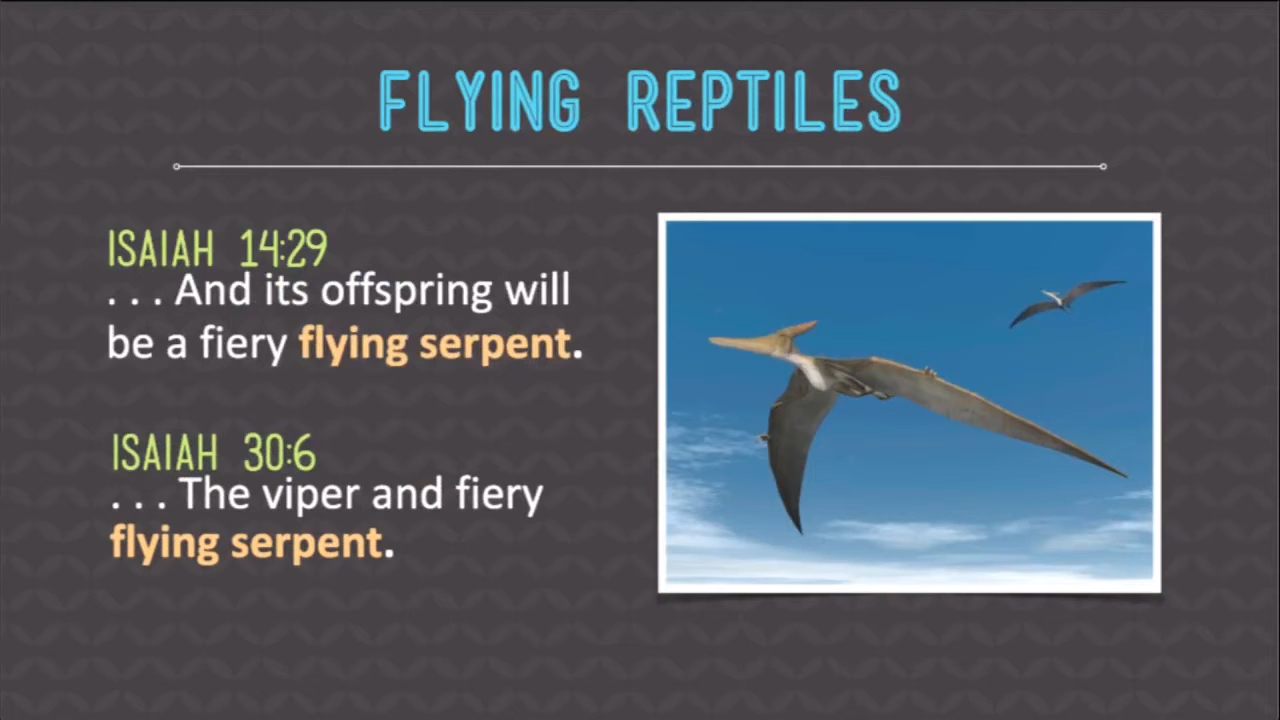 FLYING REPTILES
ISAIAH 14:29
. . . And its offspring will
be a fiery flying serpent.
ISAIAH 30:6
. . . The viper and fiery
flying serpent.